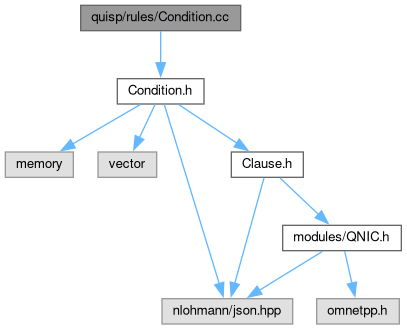 quisp/rules/Condition.cc
Condition.h
memory
vector
Clause.h
modules/QNIC.h
nlohmann/json.hpp
omnetpp.h